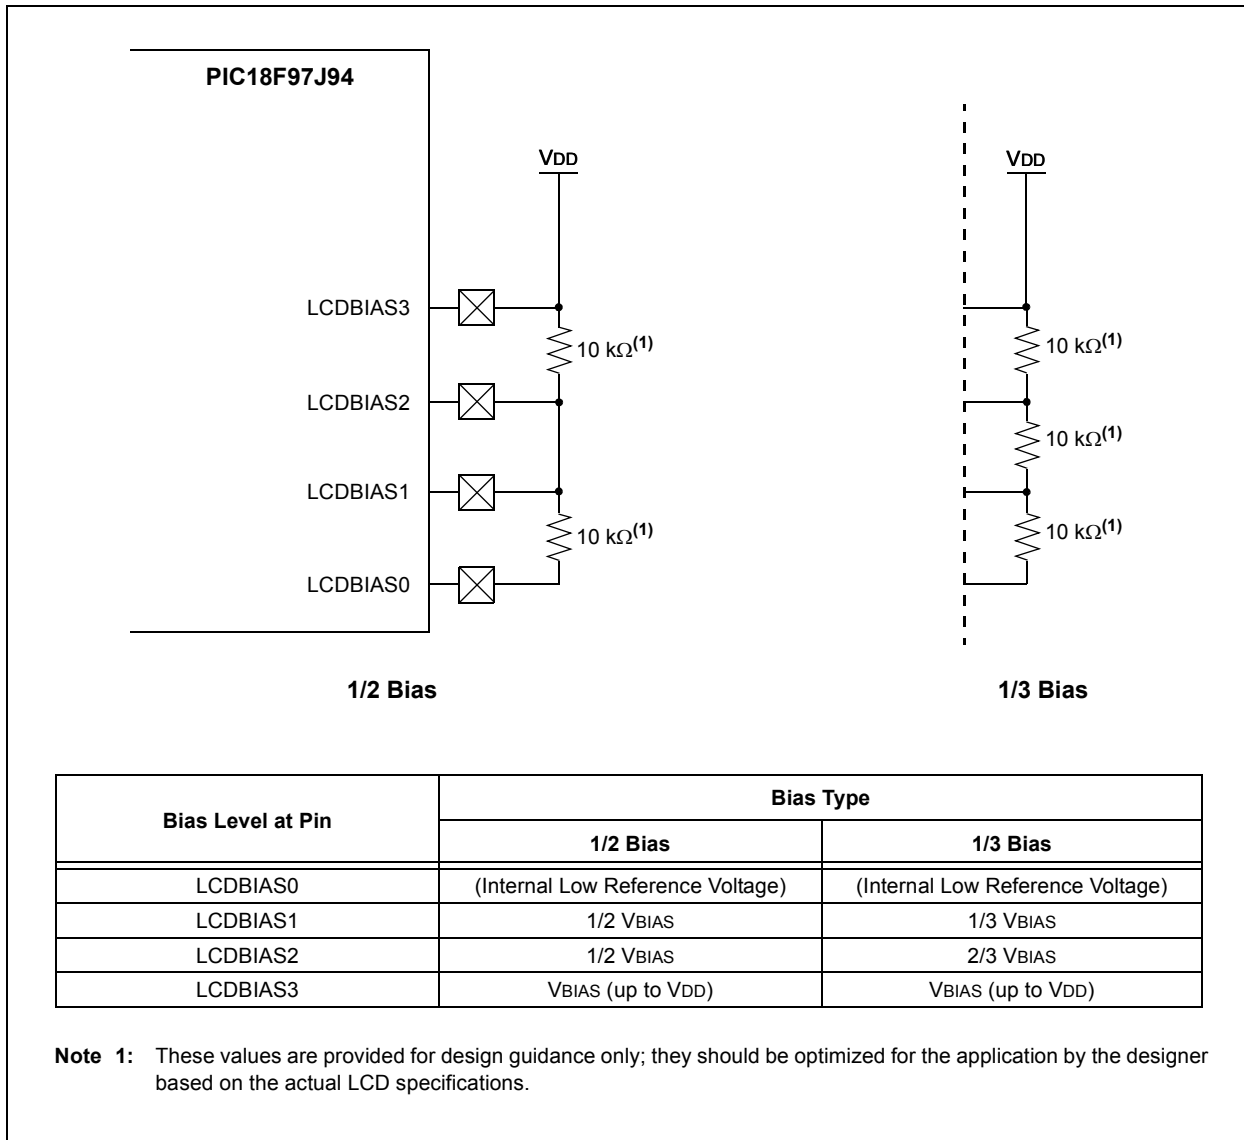 PIC18F97J94
VDD
VDD
LCDBIAS3
10 kΩ(1)
10 kΩ(1)
LCDBIAS2
10 kΩ(1)
LCDBIAS1
10 kΩ(1)
10 kΩ(1)
LCDBIAS0
1/2 Bias
1/3 Bias
Bias Level at Pin
Bias Type
1/2 Bias
1/3 Bias
LCDBIAS0 (Internal Low Reference Voltage) (Internal Low Reference Voltage)
LCDBIAS1 1/2 VBIAS 1/3 VBIAS
LCDBIAS2 1/2 VBIAS 2/3 VBIAS
LCDBIAS3 VBIAS (up to VDD) VBIAS (up to VDD)
Note 1: These values are provided for design guidance only; they should be optimized for the application by the designer
based on the actual LCD specifications.